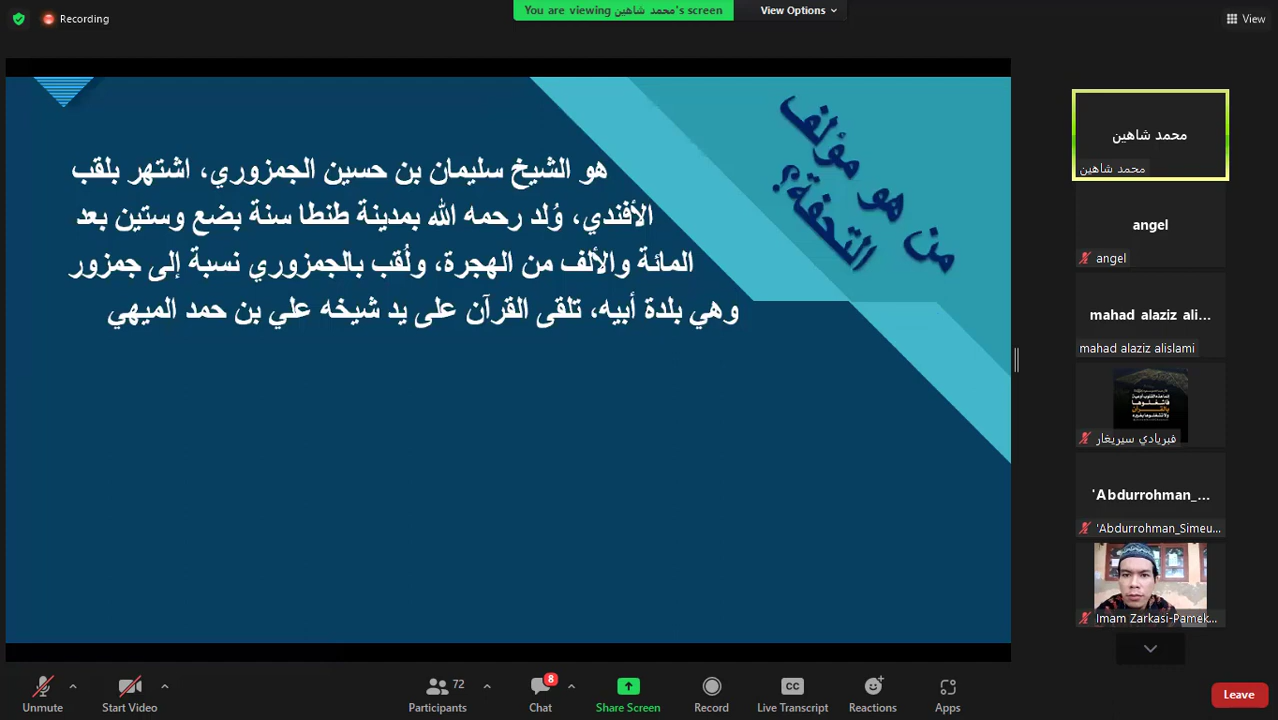 Recording
You are viewing محمد شاهين's screen
View Options
View
من هو مؤلف
التحفة؟
هو الشيخ سليمان بن حسين الجمزوري، اشتهر بلقب
الأفندي، وُلد رحمه الله بمدينة طنطا سنة بضع وستين بعد
المائة والألف من الهجرة، ولُقب بالجمزوري نسبة إلى جمزور
وهي بلدة أبيه، تلقى القرآن على يد شيخه علي بن حمد الميهي
محمد شاهين
محمد شاهين
angel
angel
mahad alaziz ali...
mahad alaziz alislami
بالقرآن
فبريادي سيريغار
'Abdurrohman_...
'Abdurrohman_Simeu...
Imam Zarkasi-Pamek...
Unmute
Start Video
Participants
72
Chat
8
Share Screen
Record
CC
Live Transcript
Reactions
Apps
Leave